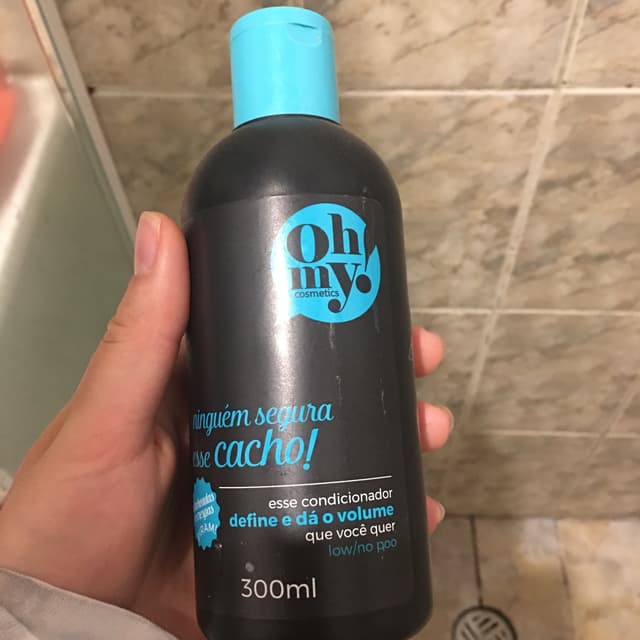 oh
my!
cosmetics
ninguém segura
esse cacho!
esse condicionador
define e dá o volume
que você quer
low/no poo
300ml